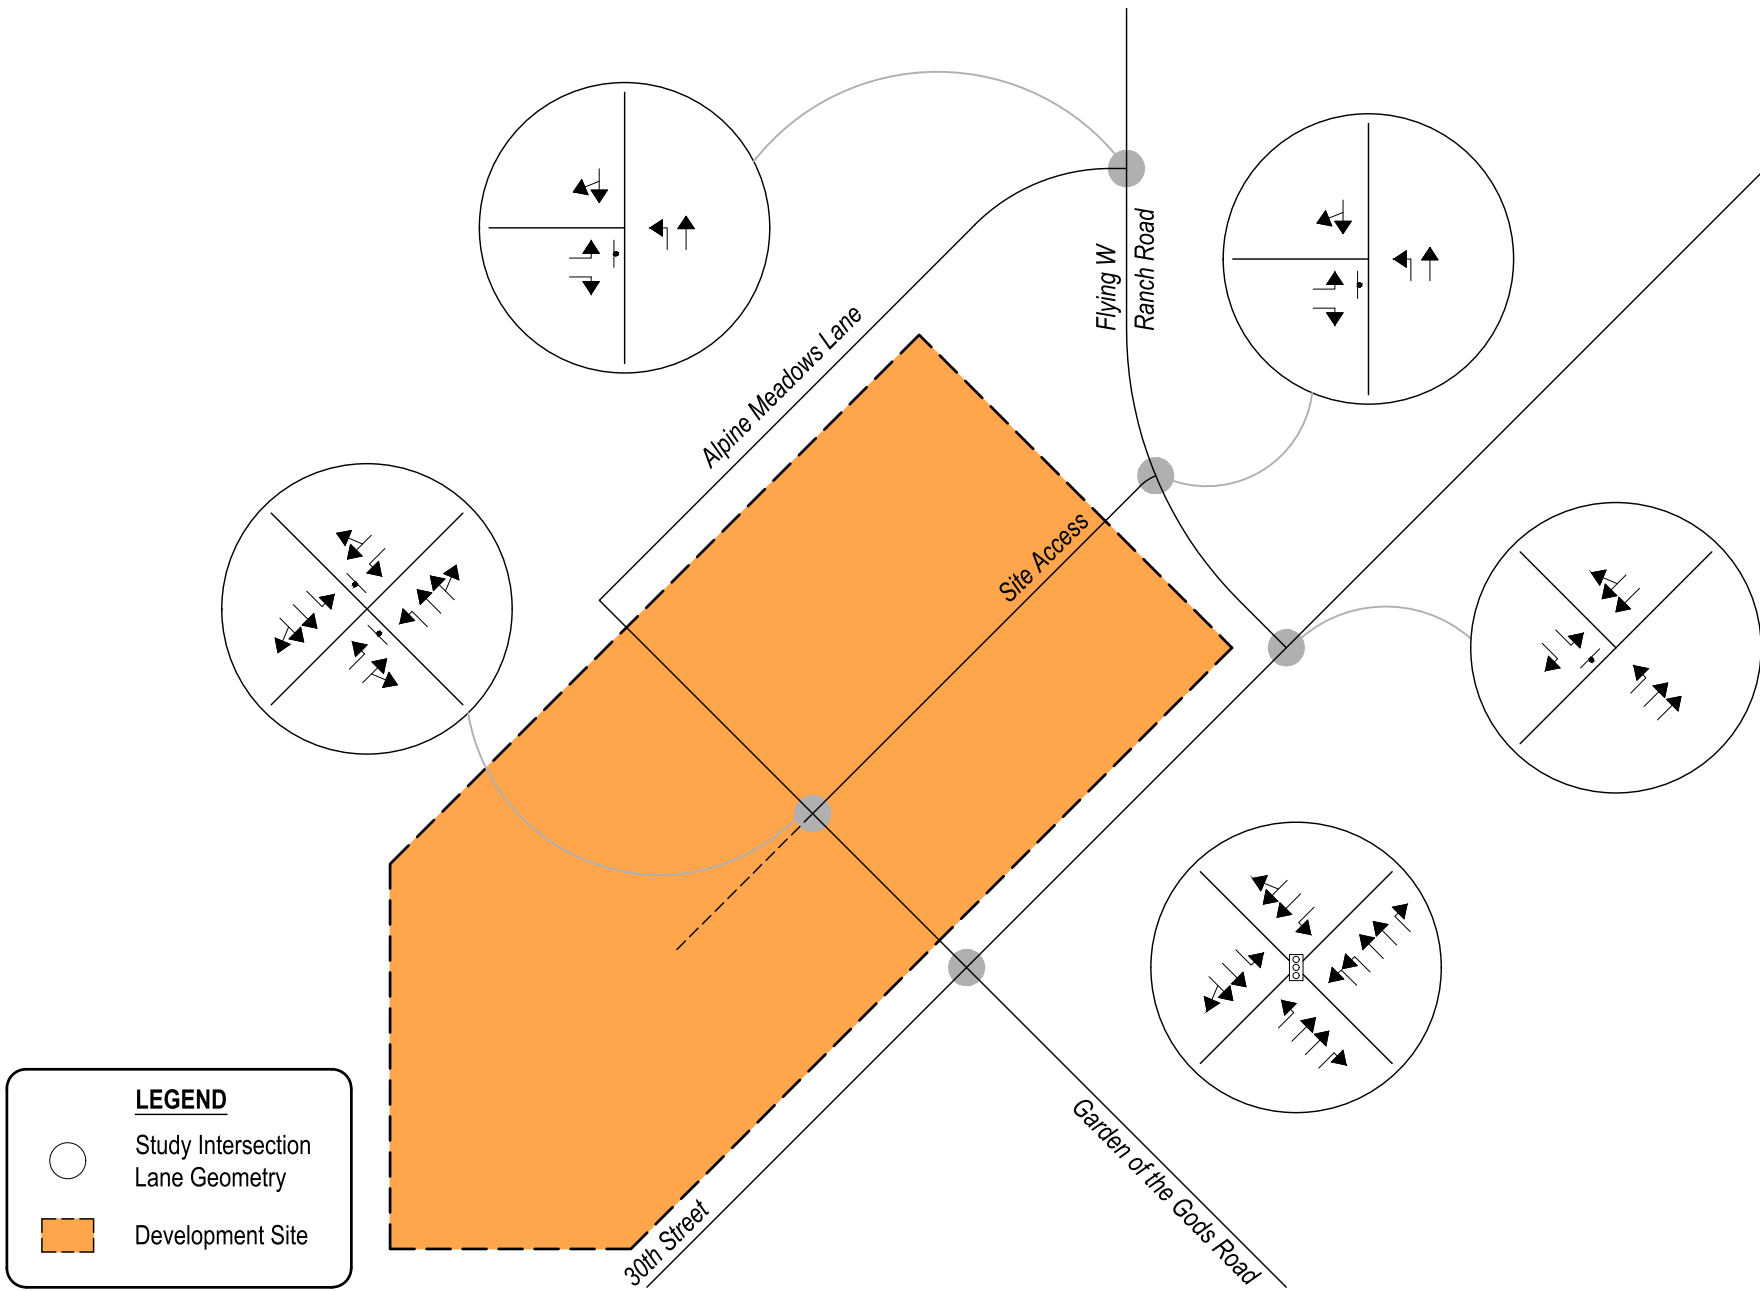 Flying W
Ranch Road
Alpine Meadows Lane
Site Access
30th Street
Garden of the Gods Road
LEGEND
Study Intersection
Lane Geometry
Development Site